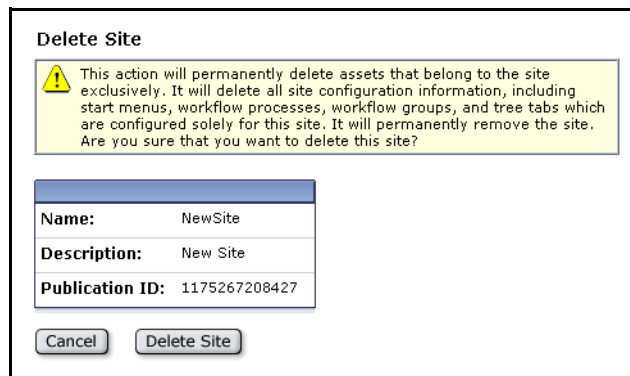 Delete Site
This action will permanently delete assets that belong to the site
exclusively. It will delete all site configuration information, including
start menus, workflow processes, workflow groups, and tree tabs which
are configured solely for this site. It will permanently remove the site.
Are you sure that you want to delete this site?
Name: NewSite
Description: New Site
Publication ID: 1175267208427
Cancel Delete Site